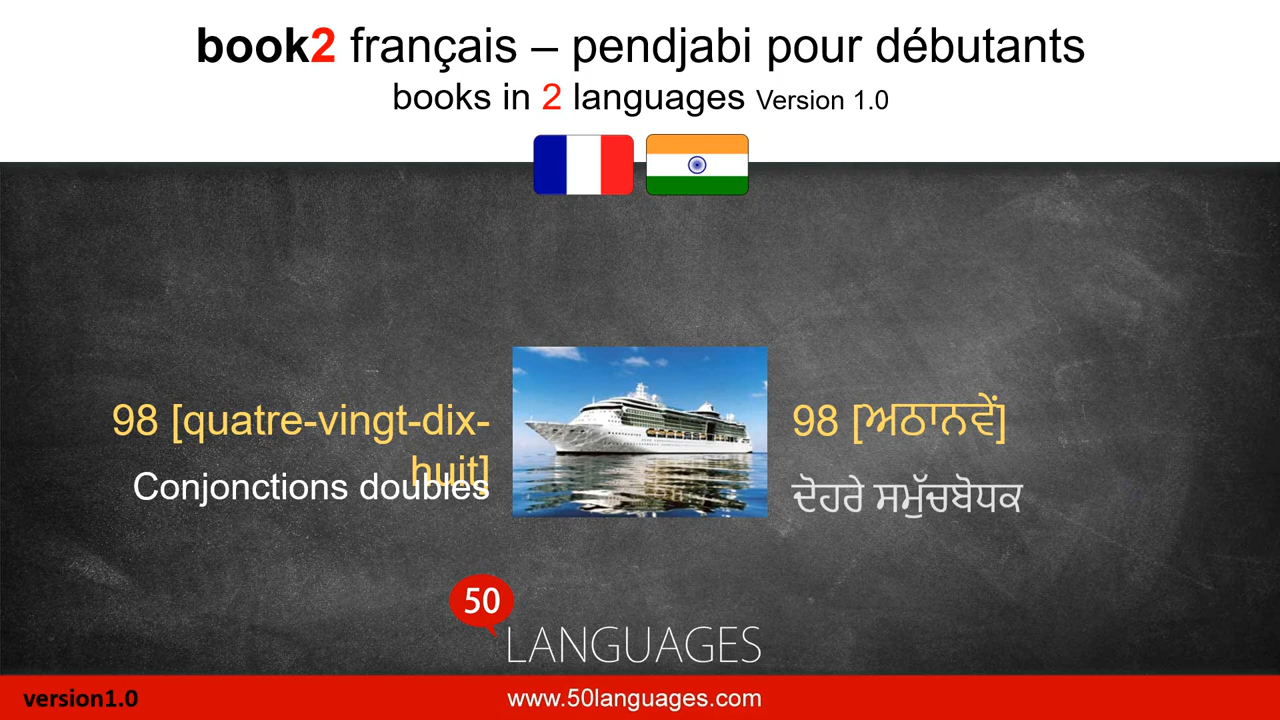 book2 français – pendjabi pour débutants
books in 2 languages Version 1.0
98 [quatre-vingt-dix-
huit]
Conjonctions doubles
98 [ਅਠਾਨਵੇਂ]
ਦੋਹਰੇ ਸਮੁੱਚਬੋਧਕ
50
LANGUAGES
version1.0
www.50languages.com